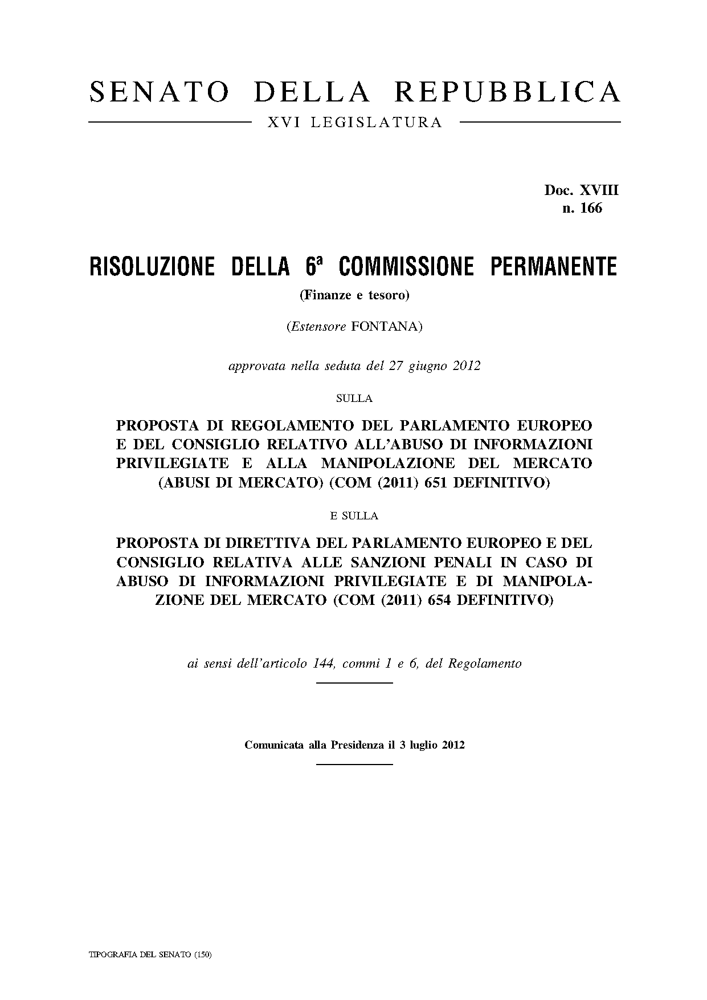 SENATO DELLA REPUBBLICA
XVI LEGISLATURA
Doc. XVIII
n. 166
RISOLUZIONE DELLA 6ª COMMISSIONE PERMANENTE
(Finanze e tesoro)
(Estensore FONTANA)
approvata nella seduta del 27 giugno 2012
SULLA
PROPOSTA DI REGOLAMENTO DEL PARLAMENTO EUROPEO
E DEL CONSIGLIO RELATIVO ALL'ABUSO DI INFORMAZIONI
PRIVILEGIATE E ALLA MANIPOLAZIONE DEL MERCATO
(ABUSI DI MERCATO) (COM (2011) 651 DEFINITIVO)
E SULLA
PROPOSTA DI DIRETTIVA DEL PARLAMENTO EUROPEO E DEL
CONSIGLIO RELATIVA ALLE SANZIONI PENALI IN CASO DI
ABUSO DI INFORMAZIONI PRIVILEGIATE E DI MANIPOLA-
ZIONE DEL MERCATO (COM (2011) 654 DEFINITIVO)
ai sensi dell'articolo 144, commi 1 e 6, del Regolamento
Comunicata alla Presidenza il 3 luglio 2012
TIPOGRAFIA DEL SENATO (150)